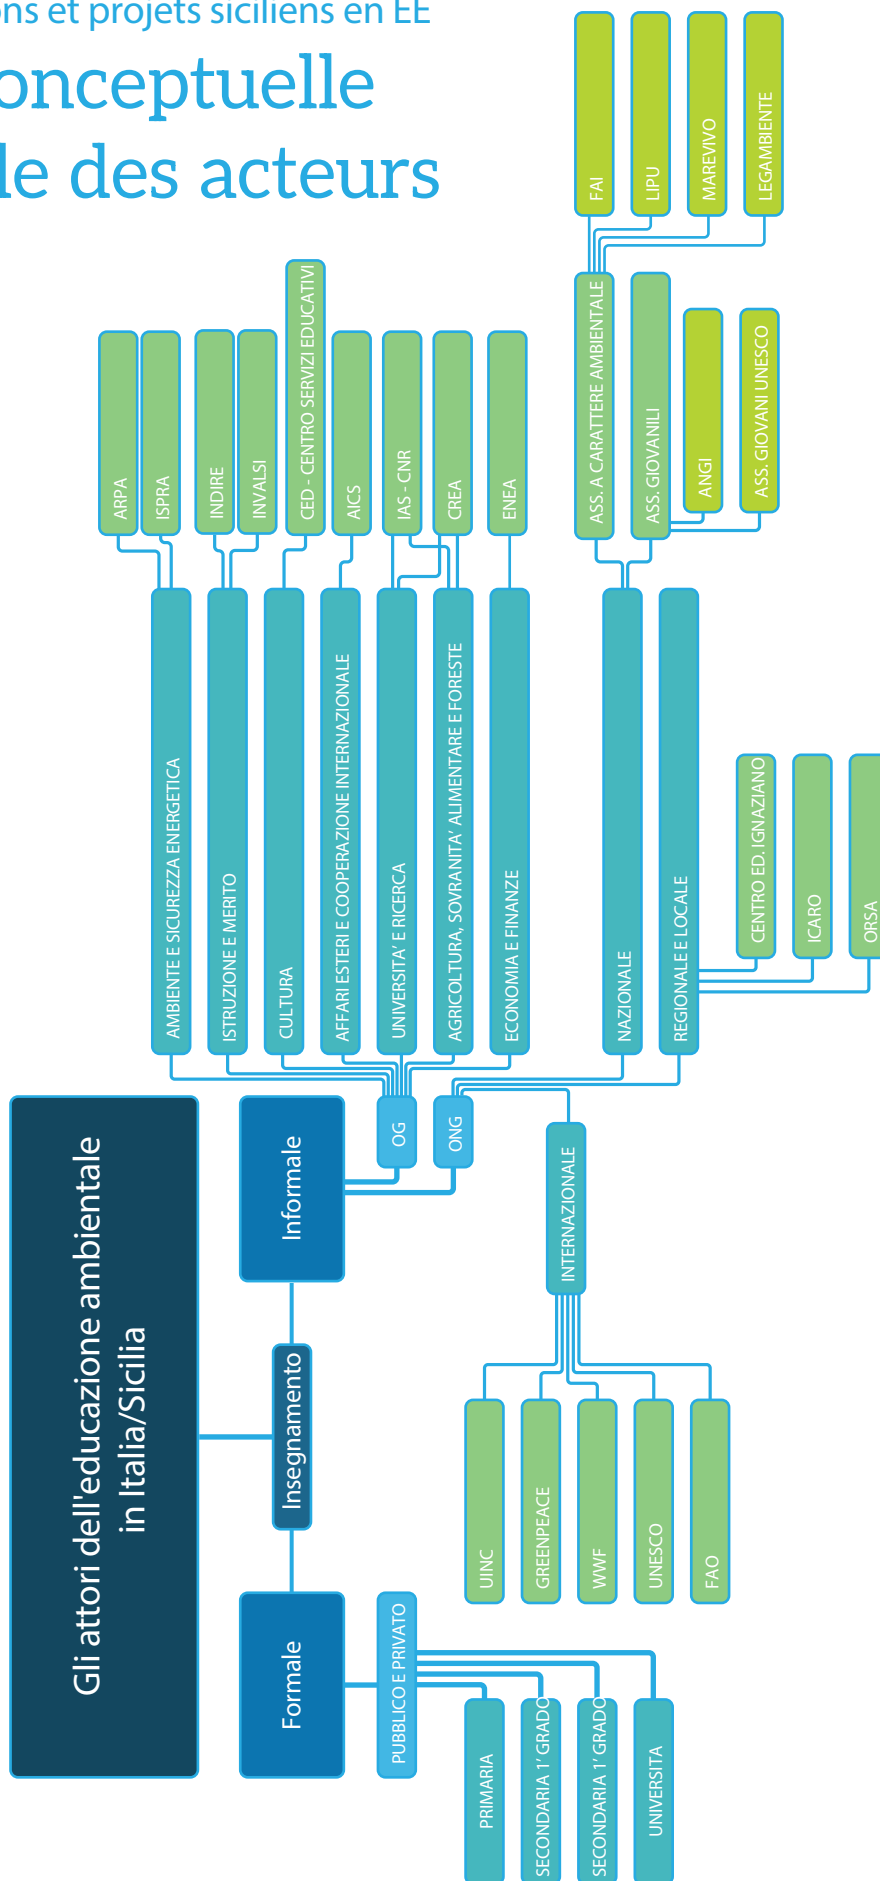 ons et projets siciliens en EE
onceptuelle
le des acteurs
FAI
LIPU
MAREVIVO
LEGAMBIENTE
ARPA
ISPRA
INDIRE
INVALSI
CED - CENTRO SERVIZI EDUCATIVI
AICS
IAS - CNR
CREA
ENEA
ASS. A CARATTERE AMBIENTALE
ASS. GIOVANILI
ANGI
ASS. GIOVANI UNESCO
AMBIENTE E SICUREZZA ENERGETICA
ISTRUZIONE E MERITO
CULTURA
AFFARI ESTERI E COOPERAZIONE INTERNAZIONALE
UNIVERSITA' E RICERCA
AGRICOLTURA, SOVRANITA' ALIMENTARE E FORESTE
ECONOMIA E FINANZE
NAZIONALE
REGIONALE E LOCALE
CENTRO ED. IGNAZIANO
ICARO
ORSA
Gli attori dell'educazione ambientale
in Italia/Sicilia
Informale
OG
ONG
INTERNAZIONALE
Insegnamento
UINC
GREENPEACE
WWF
UNESCO
FAO
Formale
PUBBLICO E PRIVATO
PRIMARIA
SECONDARIA 1' GRADO
SECONDARIA 1' GRADO
UNIVERSITA